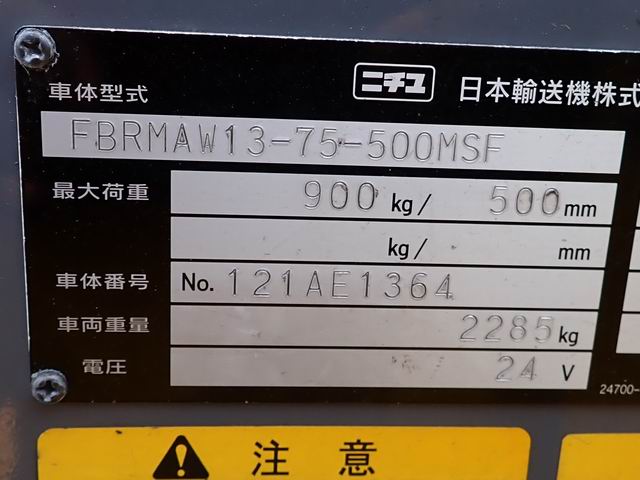 ニチユ 日本輸送機株式
車体型式
FBRMAW13-75-500MSF
最大荷重 900 kg/ 500 mm
kg/ mm
車体番号 No. 121AE1364
車両重量 2285 kg
電圧 24 V
24700-
注意